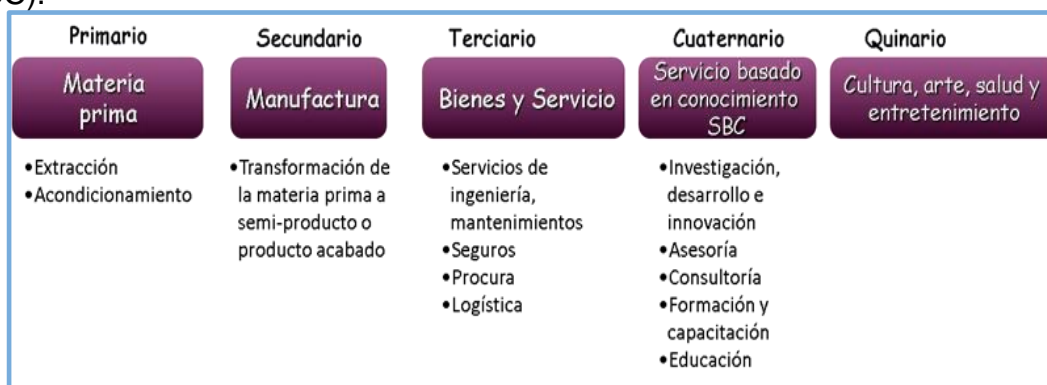 SC).
Primario
Secundario
Terciario
Cuaternario
Quinario
Materia
prima
Manufactura
Bienes y Servicio
Servicio basado
en conocimiento
SBC
Cultura, arte, salud y
entretenimiento
•Extracción
•Acondicionamiento
•Transformación de
la materia prima a
semi-producto o
producto acabado
•Servicios de
ingeniería,
mantenimientos
•Seguros
•Procura
•Logística
•Investigación,
desarrollo e
innovación
•Asesoría
•Consultoría
•Formación y
capacitación
•Educación